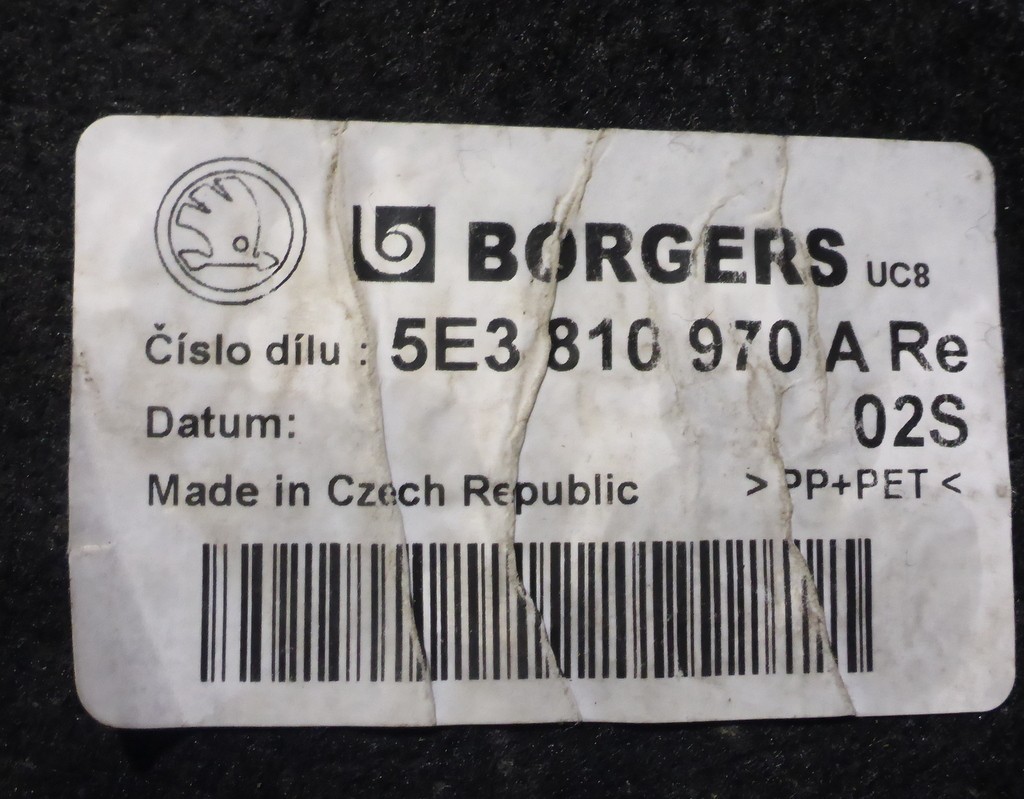 BORGERS UC8
Číslo dílu : 5E3 810 970 A Re
Datum: 02S
Made in Czech Republic > PP+PET <